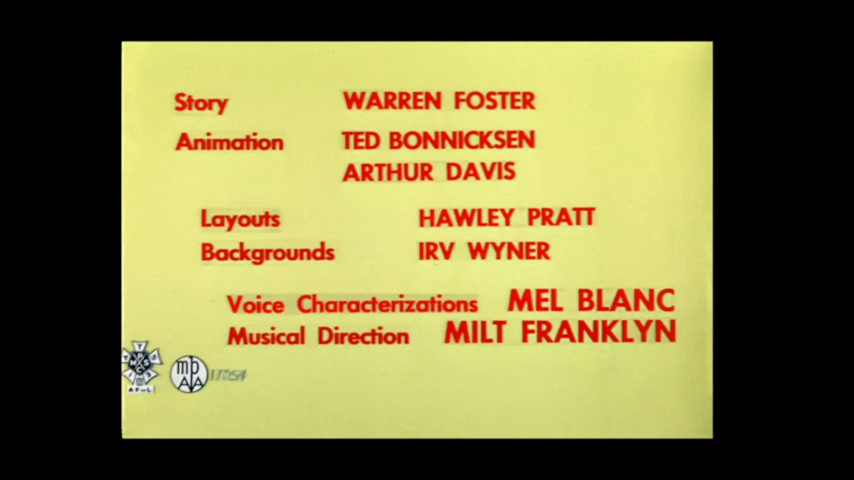 Story WARREN FOSTER
Animation TED BONNICKSEN
ARTHUR DAVIS
Layouts HAWLEY PRATT
Backgrounds IRV WYNER
Voice Characterizations MEL BLANC
Musical Direction MILT FRANKLYN